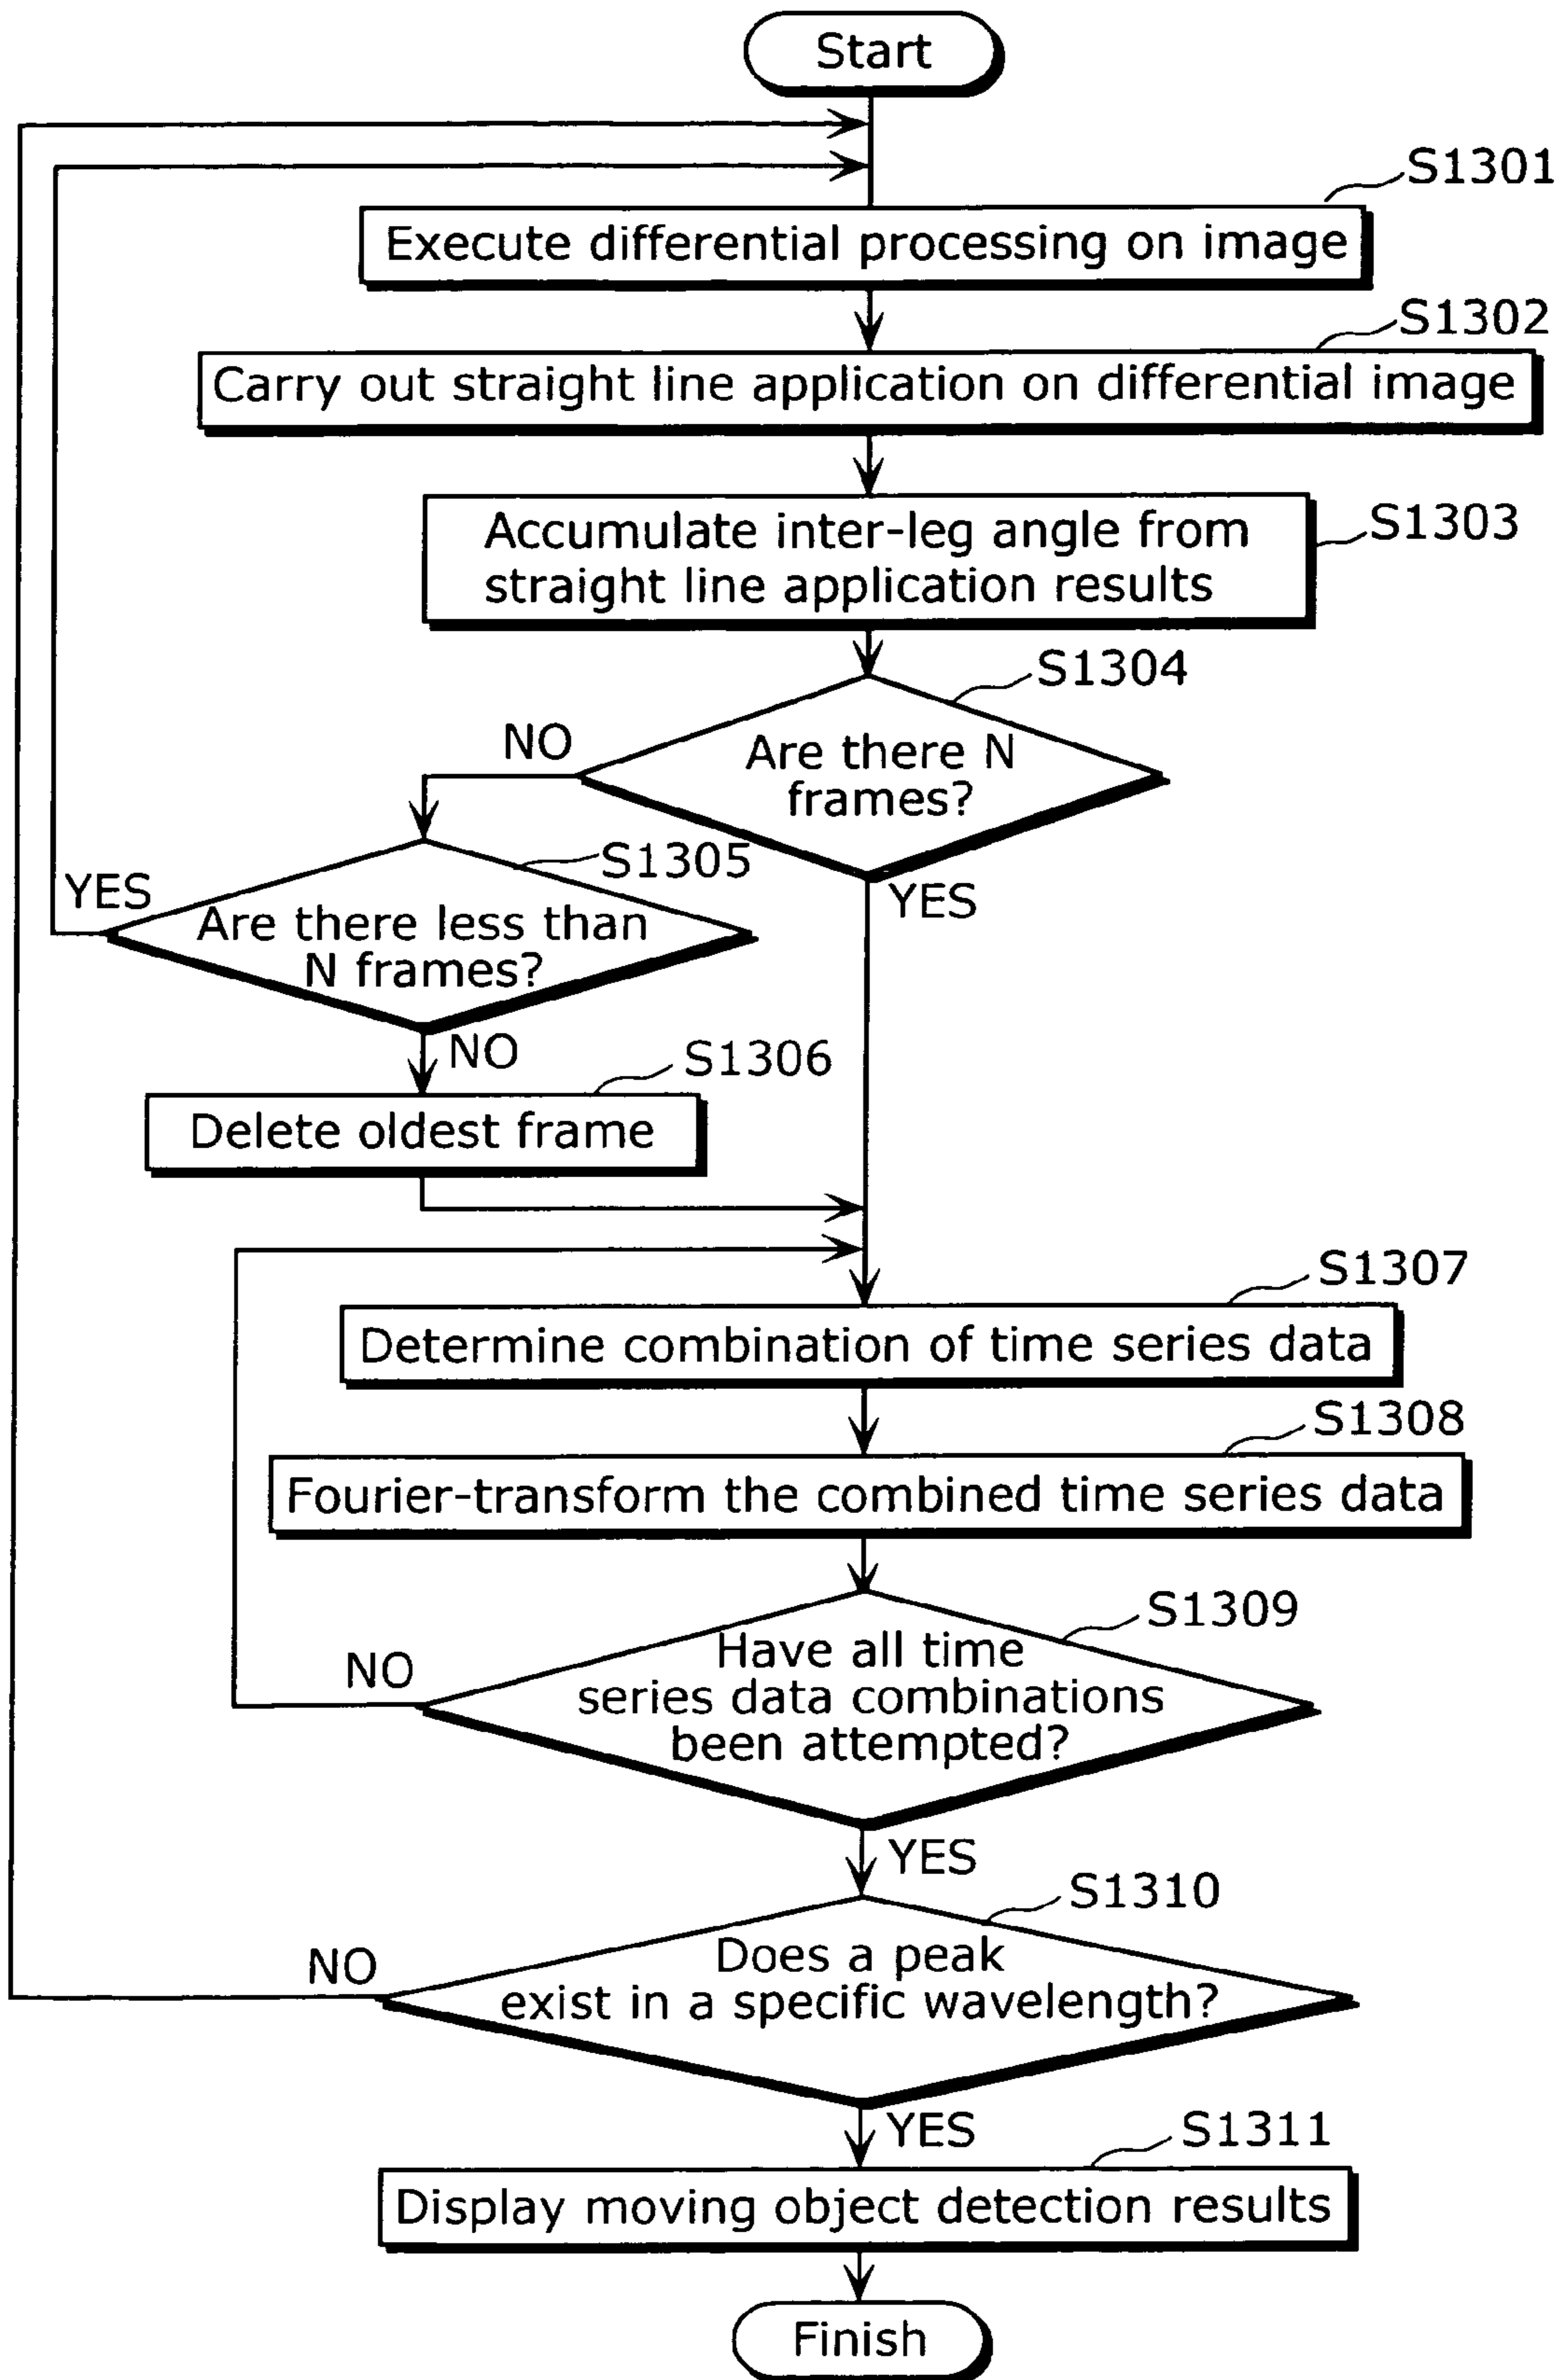 Start
S1301
Execute differential processing on image
S1302
Carry out straight line application on differential image
S1303
Accumulate inter-leg angle from
straight line application results
S1304
NO
Are there N
frames?
S1305
YES
YES
Are there less than
N frames?
NO
S1306
Delete oldest frame
S1307
Determine combination of time series data
S1308
Fourier-transform the combined time series data
S1309
Have all time
NO
series data combinations
been attempted?
YES
S1310
Does a peak
NO
exist in a specific wavelength?
YES
S1311
Display moving object detection results
Finish